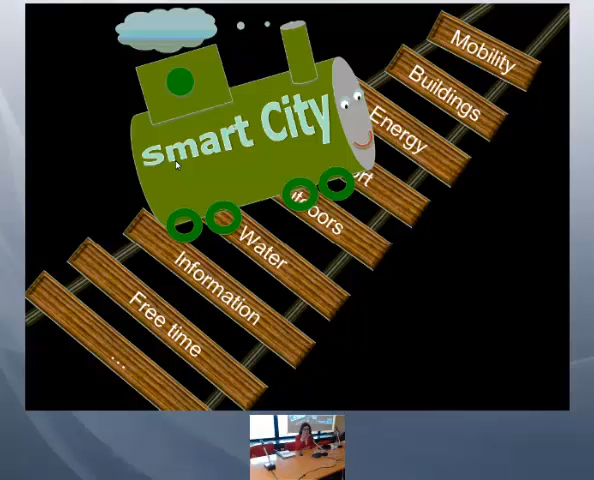 smart City
Mobility
Buildings
Energy
Water
Information
Free time
...